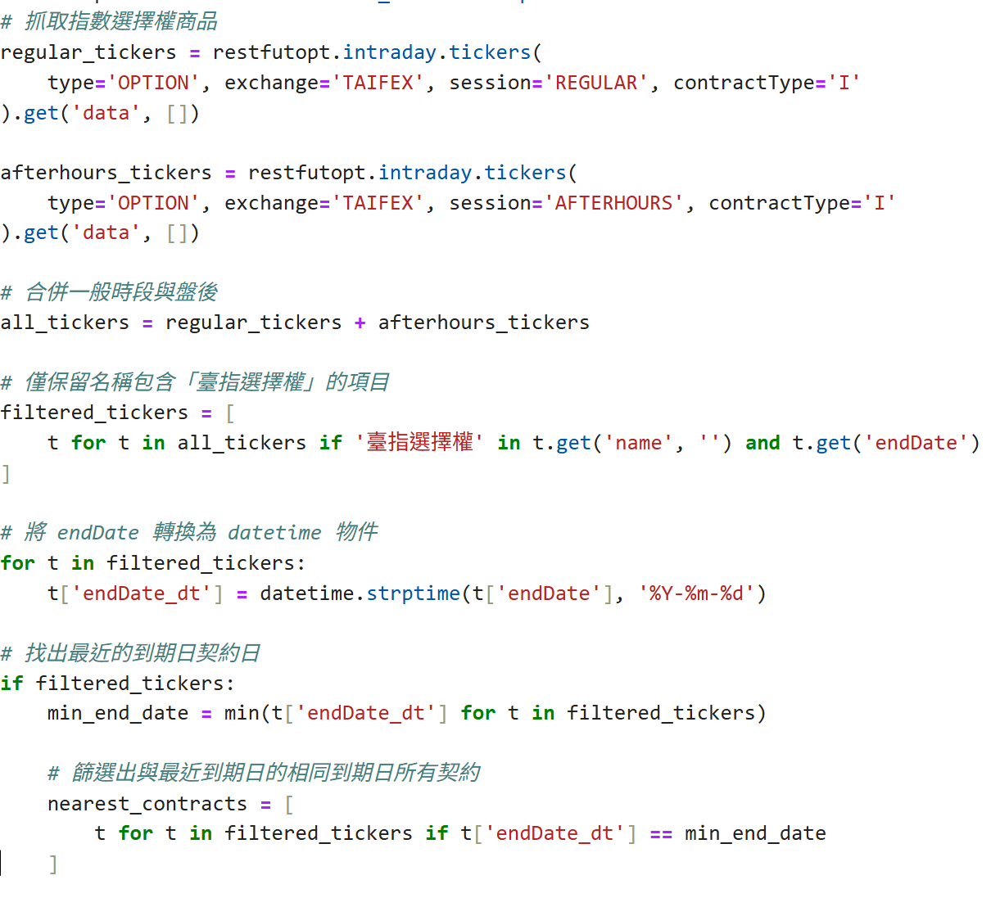 # 抓取指數選擇權商品
regular_tickers = restfutopt.intraday.tickers(
    type='OPTION', exchange='TAIFEX', session='REGULAR', contractType='I'
).get('data', [])

afterhours_tickers = restfutopt.intraday.tickers(
    type='OPTION', exchange='TAIFEX', session='AFTERHOURS', contractType='I'
).get('data', [])

# 合併一般時段與盤後
all_tickers = regular_tickers + afterhours_tickers

# 僅保留名稱包含「臺指選擇權」的項目
filtered_tickers = [
    t for t in all_tickers if '臺指選擇權' in t.get('name', '') and t.get('endDate')
]

# 將 endDate 轉換為 datetime 物件
for t in filtered_tickers:
    t['endDate_dt'] = datetime.strptime(t['endDate'], '%Y-%m-%d')

# 找出最近的到期日契約日
if filtered_tickers:
    min_end_date = min(t['endDate_dt'] for t in filtered_tickers)

    # 篩選出與最近到期日的相同到期日所有契約
    nearest_contracts = [
        t for t in filtered_tickers if t['endDate_dt'] == min_end_date
    ]